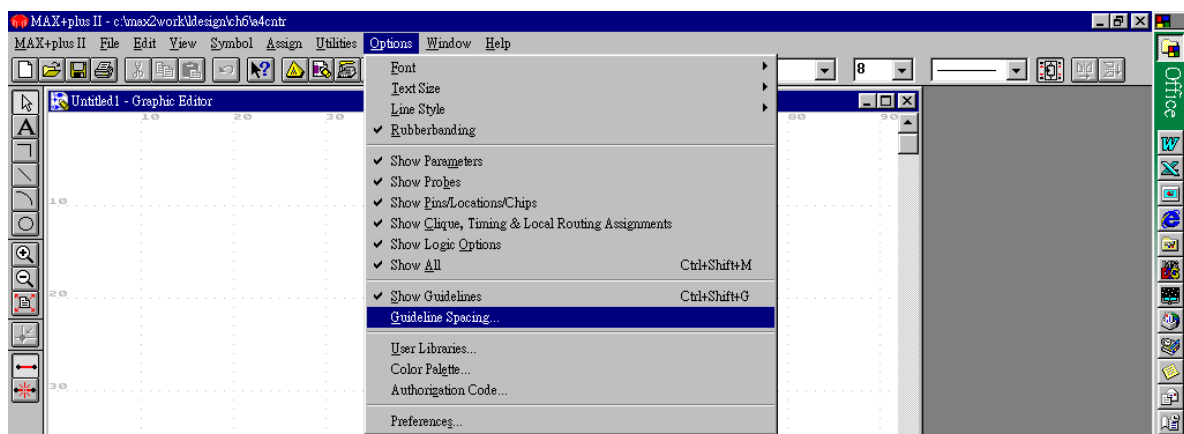 MAX+plus II - c:\max2work\ldesign\ch6\a4cntr
MAX+plus II File Edit View Symbol Assign Utilities Options Window Help
8
Untitled1 - Graphic Editor
10 20 30 80 90
10
20
30
Font
Text Size
Line Style
Rubberbanding
Show Parameters
Show Probes
Show Pins/Locations/Chips
Show Clique, Timing & Local Routing Assignments
Show Logic Options
Show All Ctrl+Shift+M
Show Guidelines Ctrl+Shift+G
Guideline Spacing...
User Libraries...
Color Palette...
Authorization Code...
Preferences...
Office